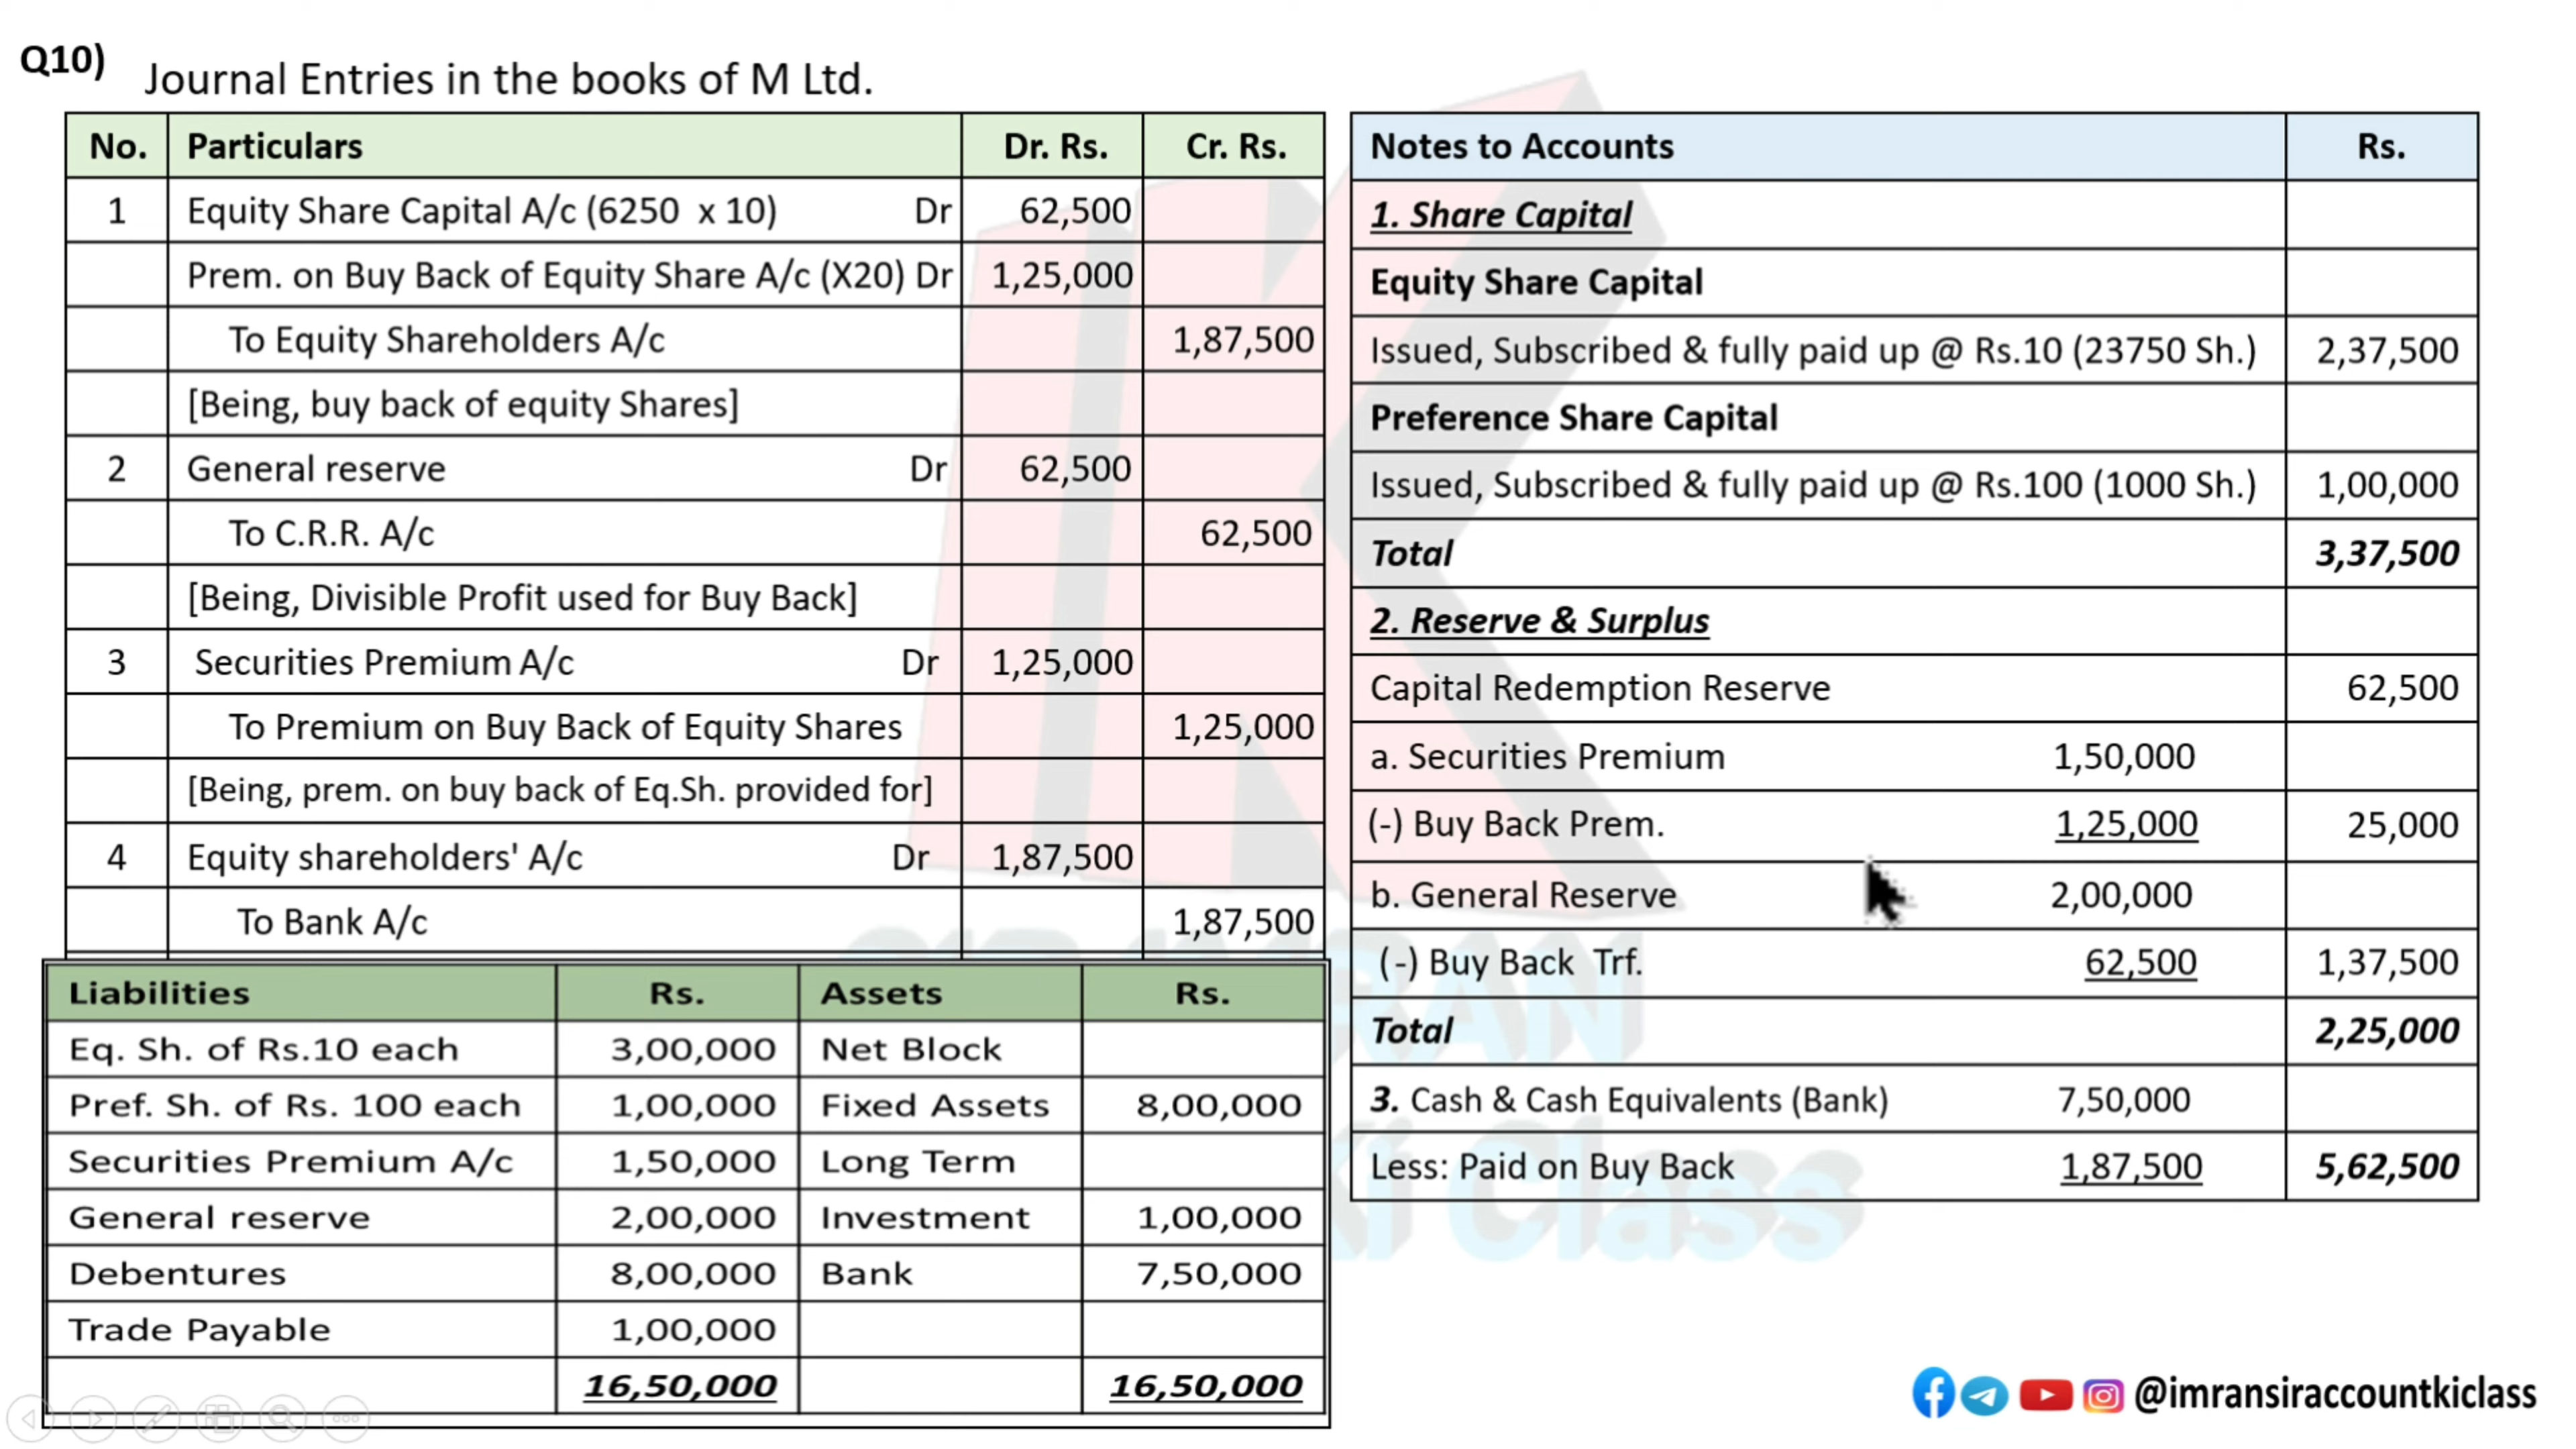 Q10)
Journal Entries in the books of M Ltd.
No. Particulars Dr. Rs. Cr. Rs.
1 Equity Share Capital A/c (6250 x 10) Dr 62,500
Prem. on Buy Back of Equity Share A/c (X20) Dr 1,25,000
To Equity Shareholders A/c 1,87,500
[Being, buy back of equity Shares]
2 General reserve Dr 62,500
To C.R.R. A/c 62,500
[Being, Divisible Profit used for Buy Back]
3 Securities Premium A/c Dr 1,25,000
To Premium on Buy Back of Equity Shares 1,25,000
[Being, prem. on buy back of Eq.Sh. provided for]
4 Equity shareholders' A/c Dr 1,87,500
To Bank A/c 1,87,500
Liabilities Rs. Assets Rs.
Eq. Sh. of Rs.10 each 3,00,000 Net Block
Pref. Sh. of Rs. 100 each 1,00,000 Fixed Assets 8,00,000
Securities Premium A/c 1,50,000 Long Term
General reserve 2,00,000 Investment 1,00,000
Debentures 8,00,000 Bank 7,50,000
Trade Payable 1,00,000
16,50,000 16,50,000
Notes to Accounts Rs.
1. Share Capital
Equity Share Capital
Issued, Subscribed & fully paid up @ Rs.10 (23750 Sh.) 2,37,500
Preference Share Capital
Issued, Subscribed & fully paid up @ Rs.100 (1000 Sh.) 1,00,000
Total 3,37,500
2. Reserve & Surplus
Capital Redemption Reserve 62,500
a. Securities Premium 1,50,000
(-) Buy Back Prem. 1,25,000 25,000
b. General Reserve 2,00,000
(-) Buy Back Trf. 62,500 1,37,500
Total 2,25,000
3. Cash & Cash Equivalents (Bank) 7,50,000
Less: Paid on Buy Back 1,87,500 5,62,500
@imransiraccountkiclass